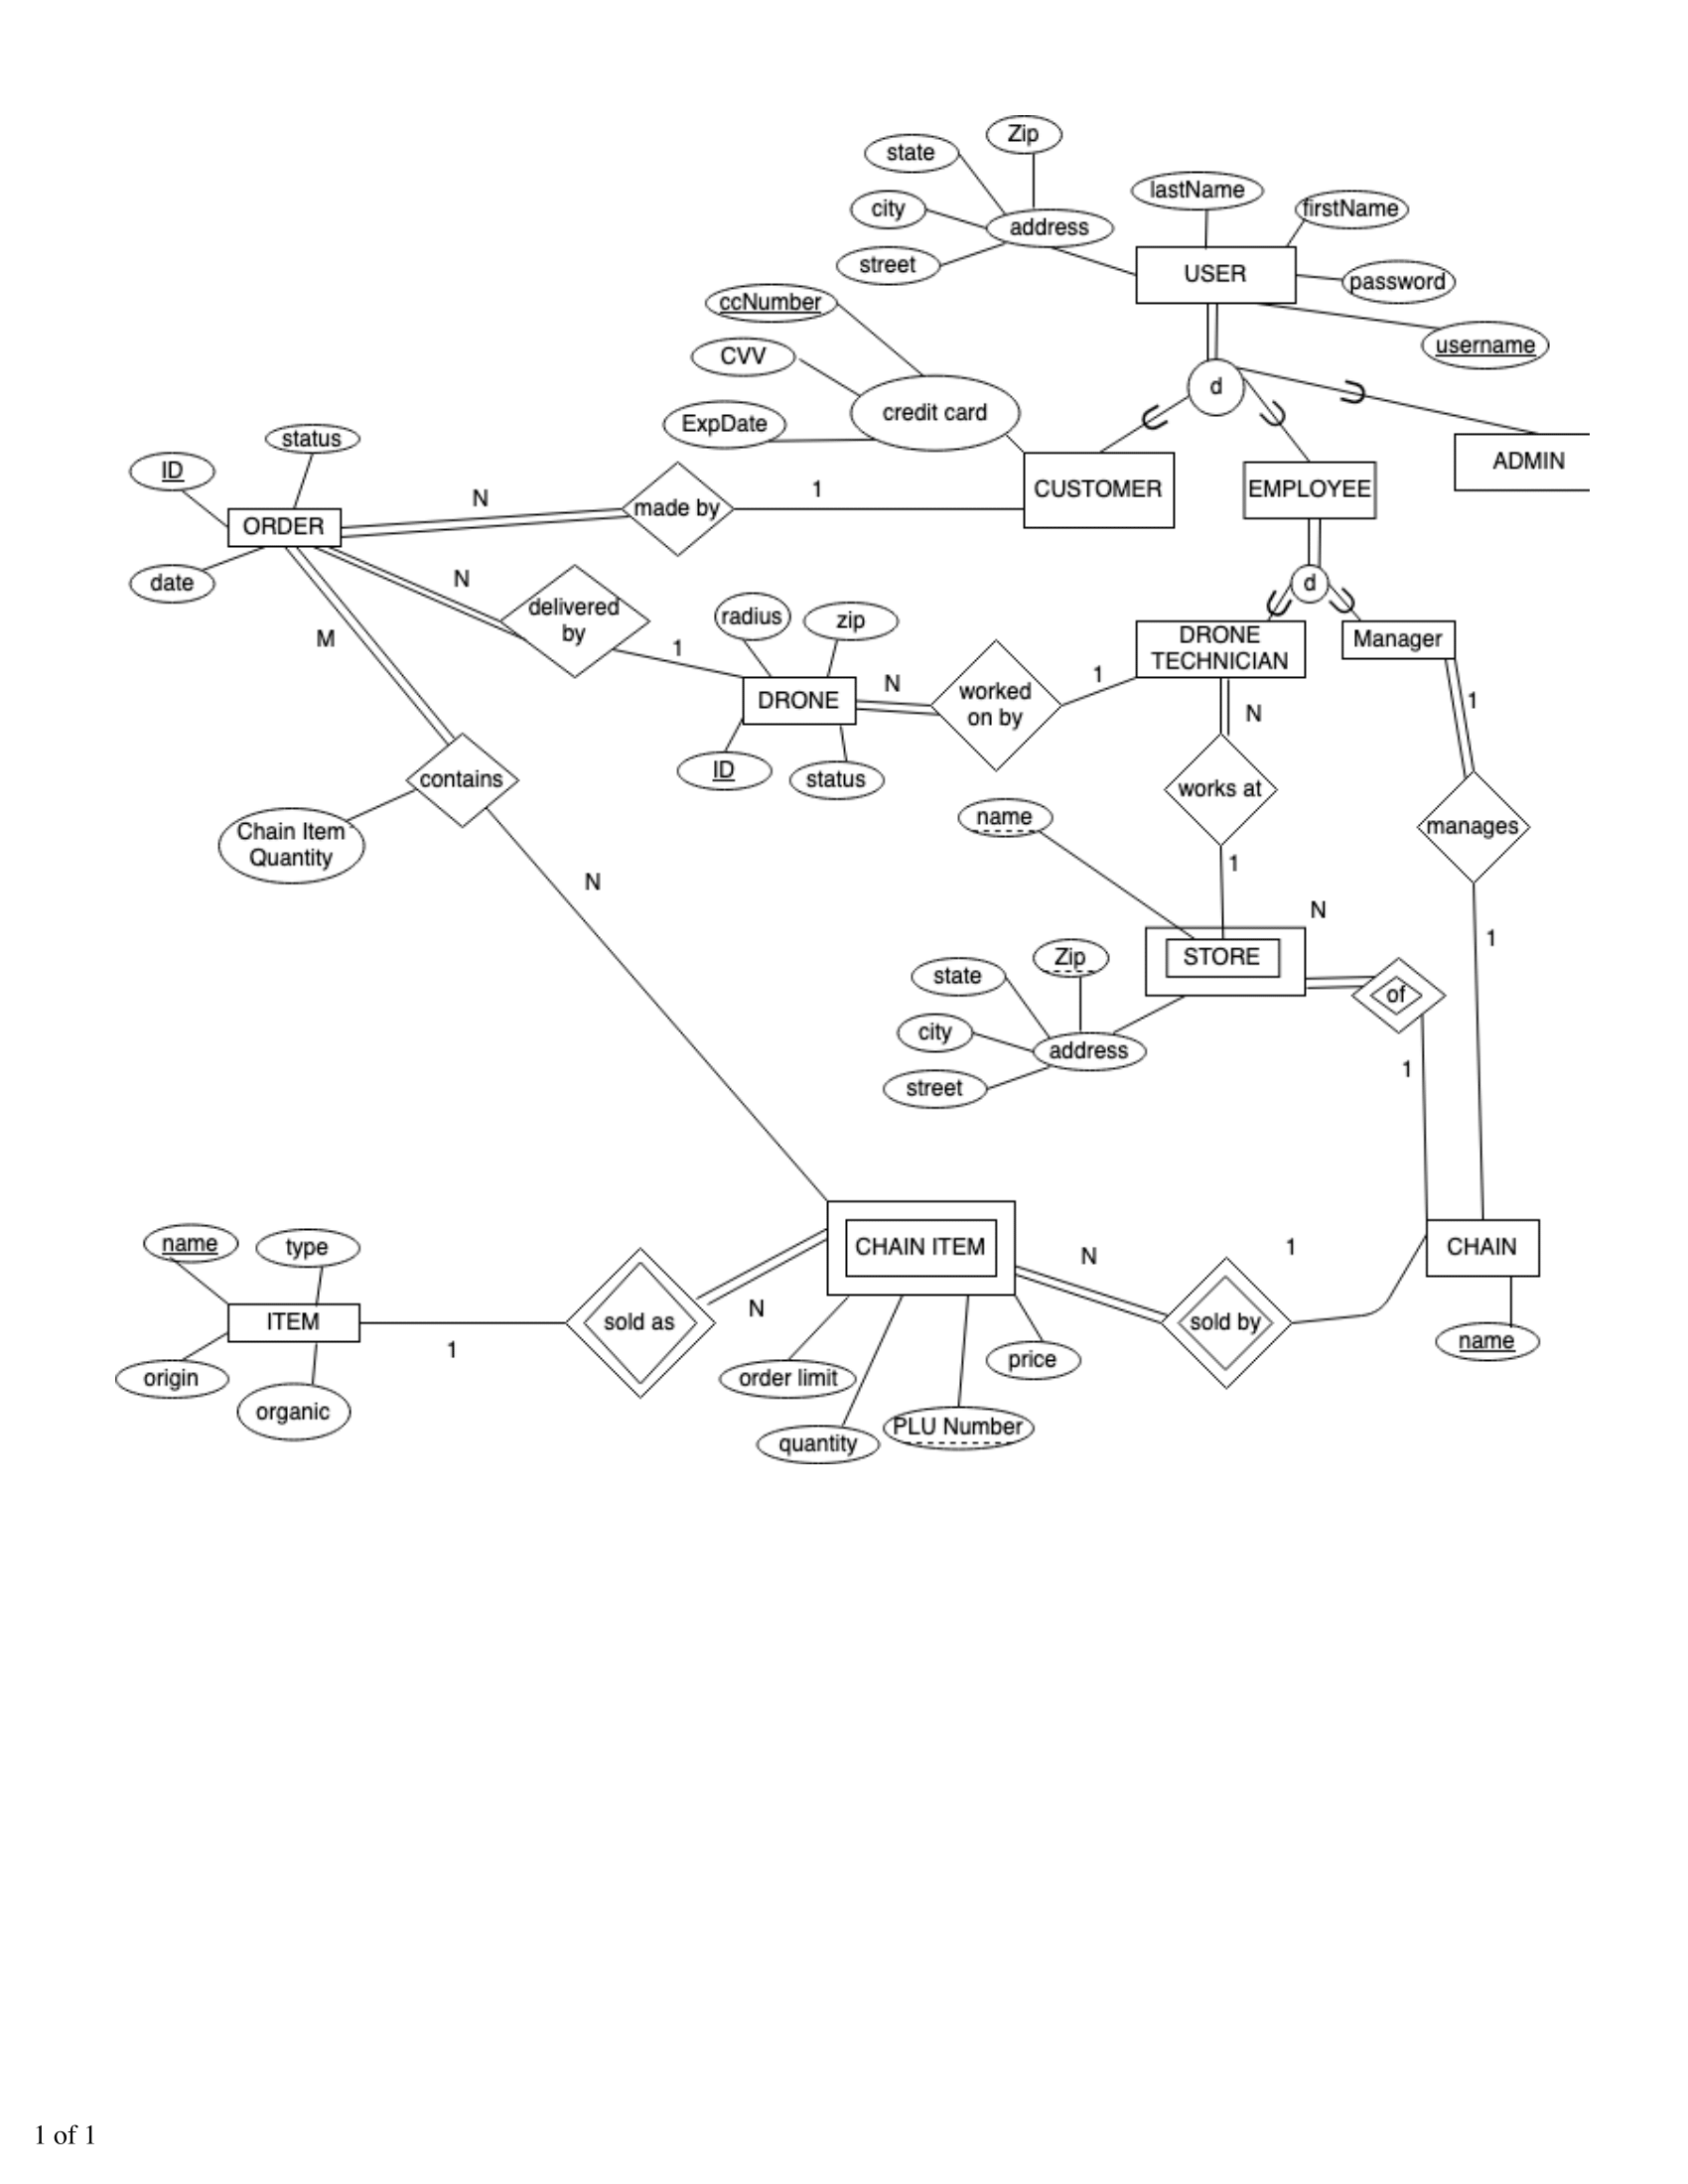 Zip
state
lastName
city
firstName
address
street
USER
password
ccNumber
username
CVV
d
credit card
ExpDate
status
ADMIN
ID
N
1
CUSTOMER
EMPLOYEE
made by
ORDER
date
N
d
delivered
by
radius
zip
M
1
DRONE
TECHNICIAN
Manager
N
1
worked
on by
DRONE
1
N
ID
status
contains
works at
name
manages
Chain Item
Quantity
1
N
N
1
STORE
Zip
state
of
city
address
1
street
name
type
CHAIN ITEM
N
1
CHAIN
ITEM
sold as
N
sold by
1
name
origin
order limit
price
organic
quantity
PLU Number
1 of 1